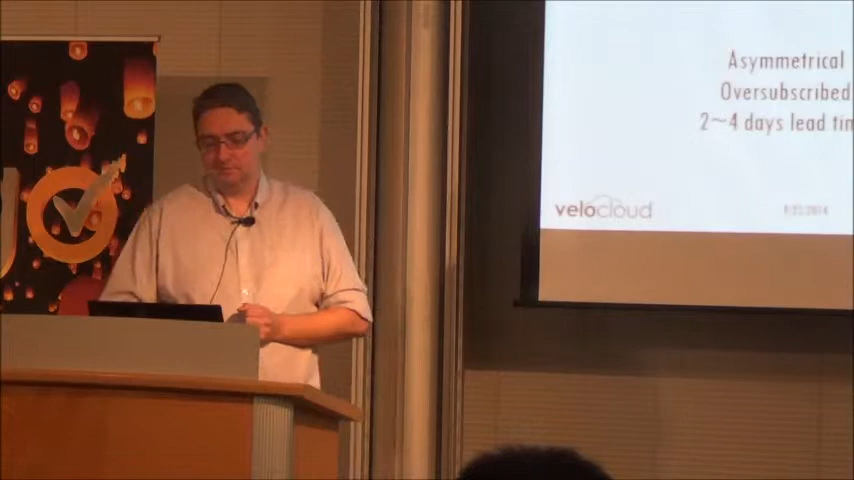 Asymmetrical
Oversubscribed
2~4 days lead tim
velocloud